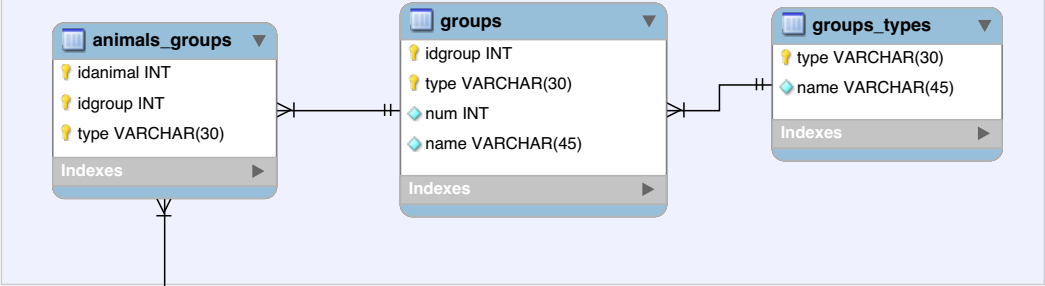 animals_groups
idanimal INT
idgroup INT
type VARCHAR(30)
Indexes
groups
idgroup INT
type VARCHAR(30)
num INT
name VARCHAR(45)
Indexes
groups_types
type VARCHAR(30)
name VARCHAR(45)
Indexes